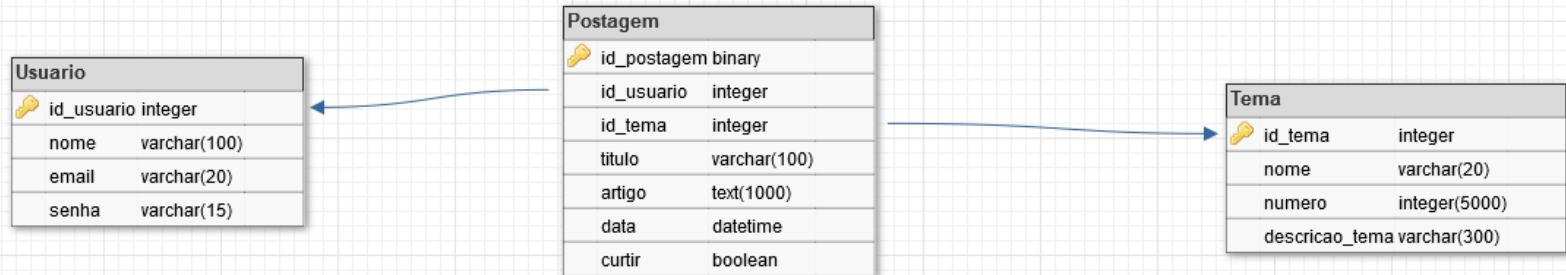 Usuario
id_usuario integer
nome varchar(100)
email varchar(20)
senha varchar(15)
Postagem
id_postagem binary
id_usuario integer
id_tema integer
titulo varchar(100)
artigo text(1000)
data datetime
curtir boolean
Tema
id_tema integer
nome varchar(20)
numero integer(5000)
descricao_tema varchar(300)